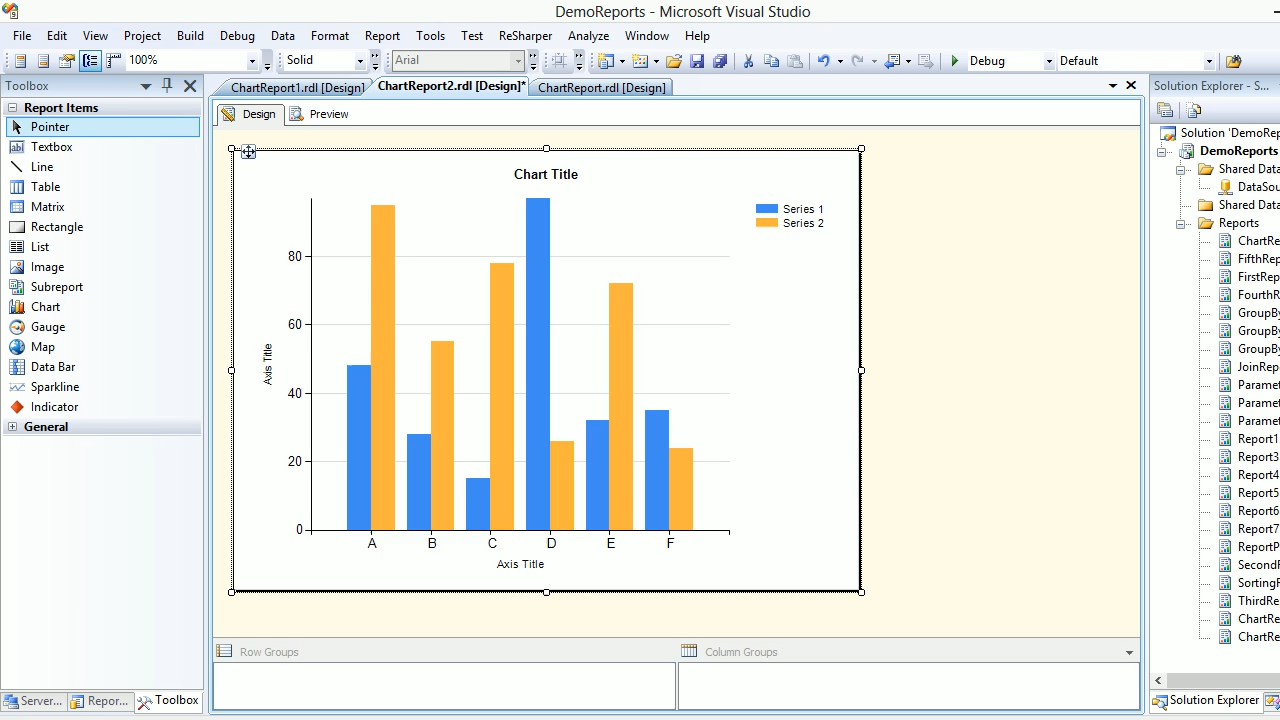 DemoReports - Microsoft Visual Studio
File Edit View Project Build Debug Data Format Report Tools Test ReSharper Analyze Window Help
100% Solid Arial Debug Default
Toolbox
Report Items
Pointer
Textbox
Line
Table
Matrix
Rectangle
List
Image
Subreport
Chart
Gauge
Map
Data Bar
Sparkline
Indicator
General
Server... Repor... Toolbox
ChartReport1.rdl [Design] ChartReport2.rdl [Design]* ChartReport.rdl [Design]
Design Preview
Chart Title
Series 1
Series 2
80
60
40
20
0
Axis Title
A B C D E F
Axis Title
Row Groups Column Groups
Solution Explorer - S...
Solution 'DemoRep
DemoReports
Shared Data
DataSou
Shared Data
Reports
ChartRe
FifthRep
FirstRep
FourthR
GroupBy
GroupBy
GroupBy
JoinRepo
Paramet
Paramet
Paramet
Report1
Report3
Report4
Report5
Report6
Report7
ReportP
SecondR
SortingR
ThirdRe
ChartRe
ChartRe
Solution Explorer